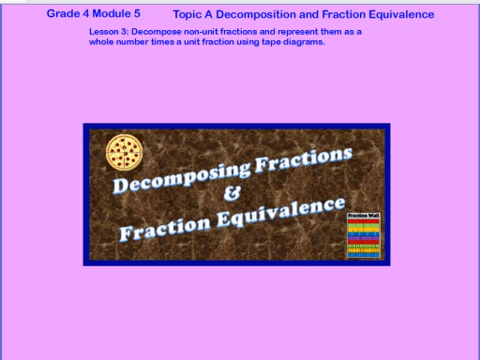 Grade 4 Module 5 Topic A Decomposition and Fraction Equivalence
Lesson 3: Decompose non-unit fractions and represent them as a
whole number times a unit fraction using tape diagrams.
Decomposing Fractions
&
Fraction Equivalence
Fraction Wall